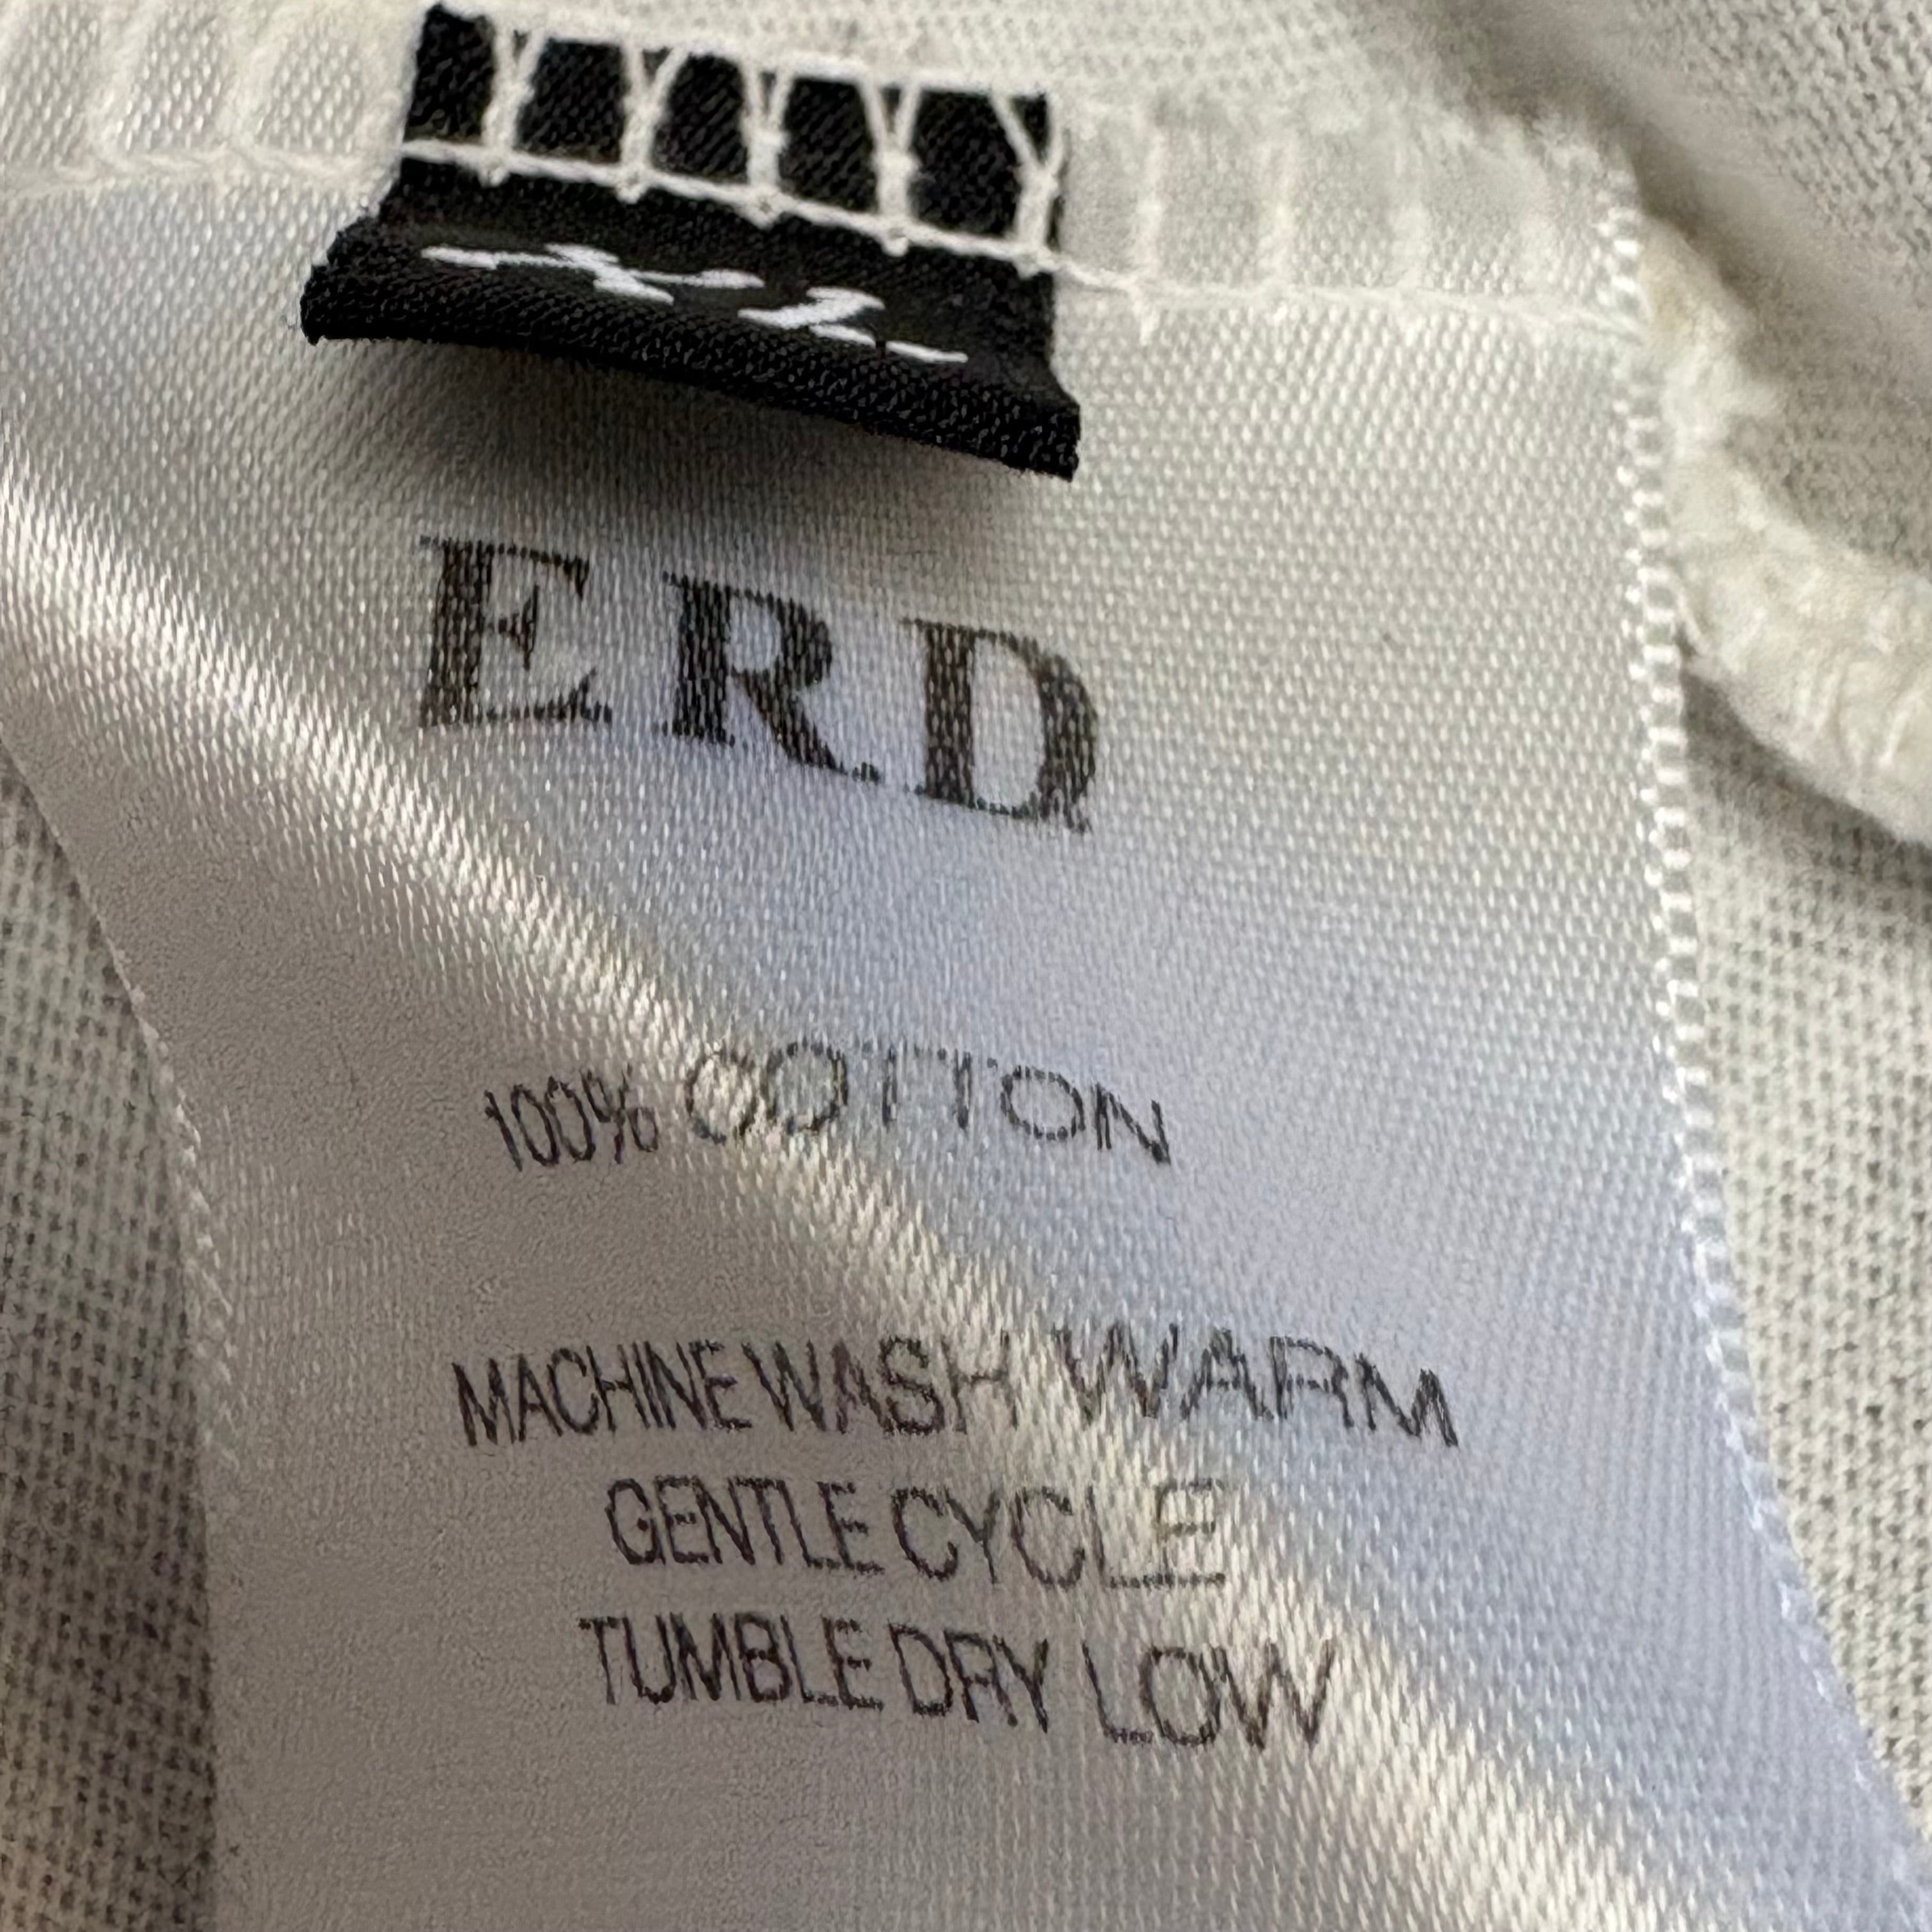 ERD
100% COTTON
MACHINE WASH WARM
GENTLE CYCLE
TUMBLE DRY LOW